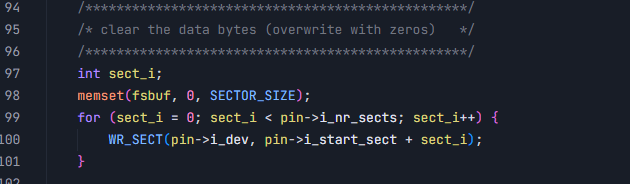 94 /*************************************************/
95 /* clear the data bytes (overwrite with zeros)   */
96 /*************************************************/
97 int sect_i;
98 memset(fsbuf, 0, SECTOR_SIZE);
99 for (sect_i = 0; sect_i < pin->i_nr_sects; sect_i++) {
100     WR_SECT(pin->i_dev, pin->i_start_sect + sect_i);
101 }